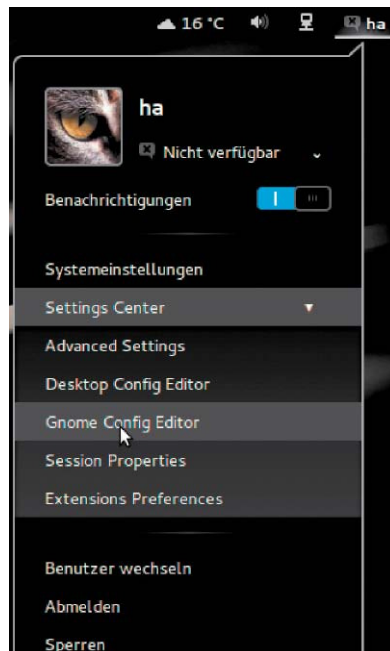 16 °C ha
ha
Nicht verfügbar
Benachrichtigungen
Systemeinstellungen
Settings Center
Advanced Settings
Desktop Config Editor
Gnome Config Editor
Session Properties
Extensions Preferences
Benutzer wechseln
Abmelden
Sperren